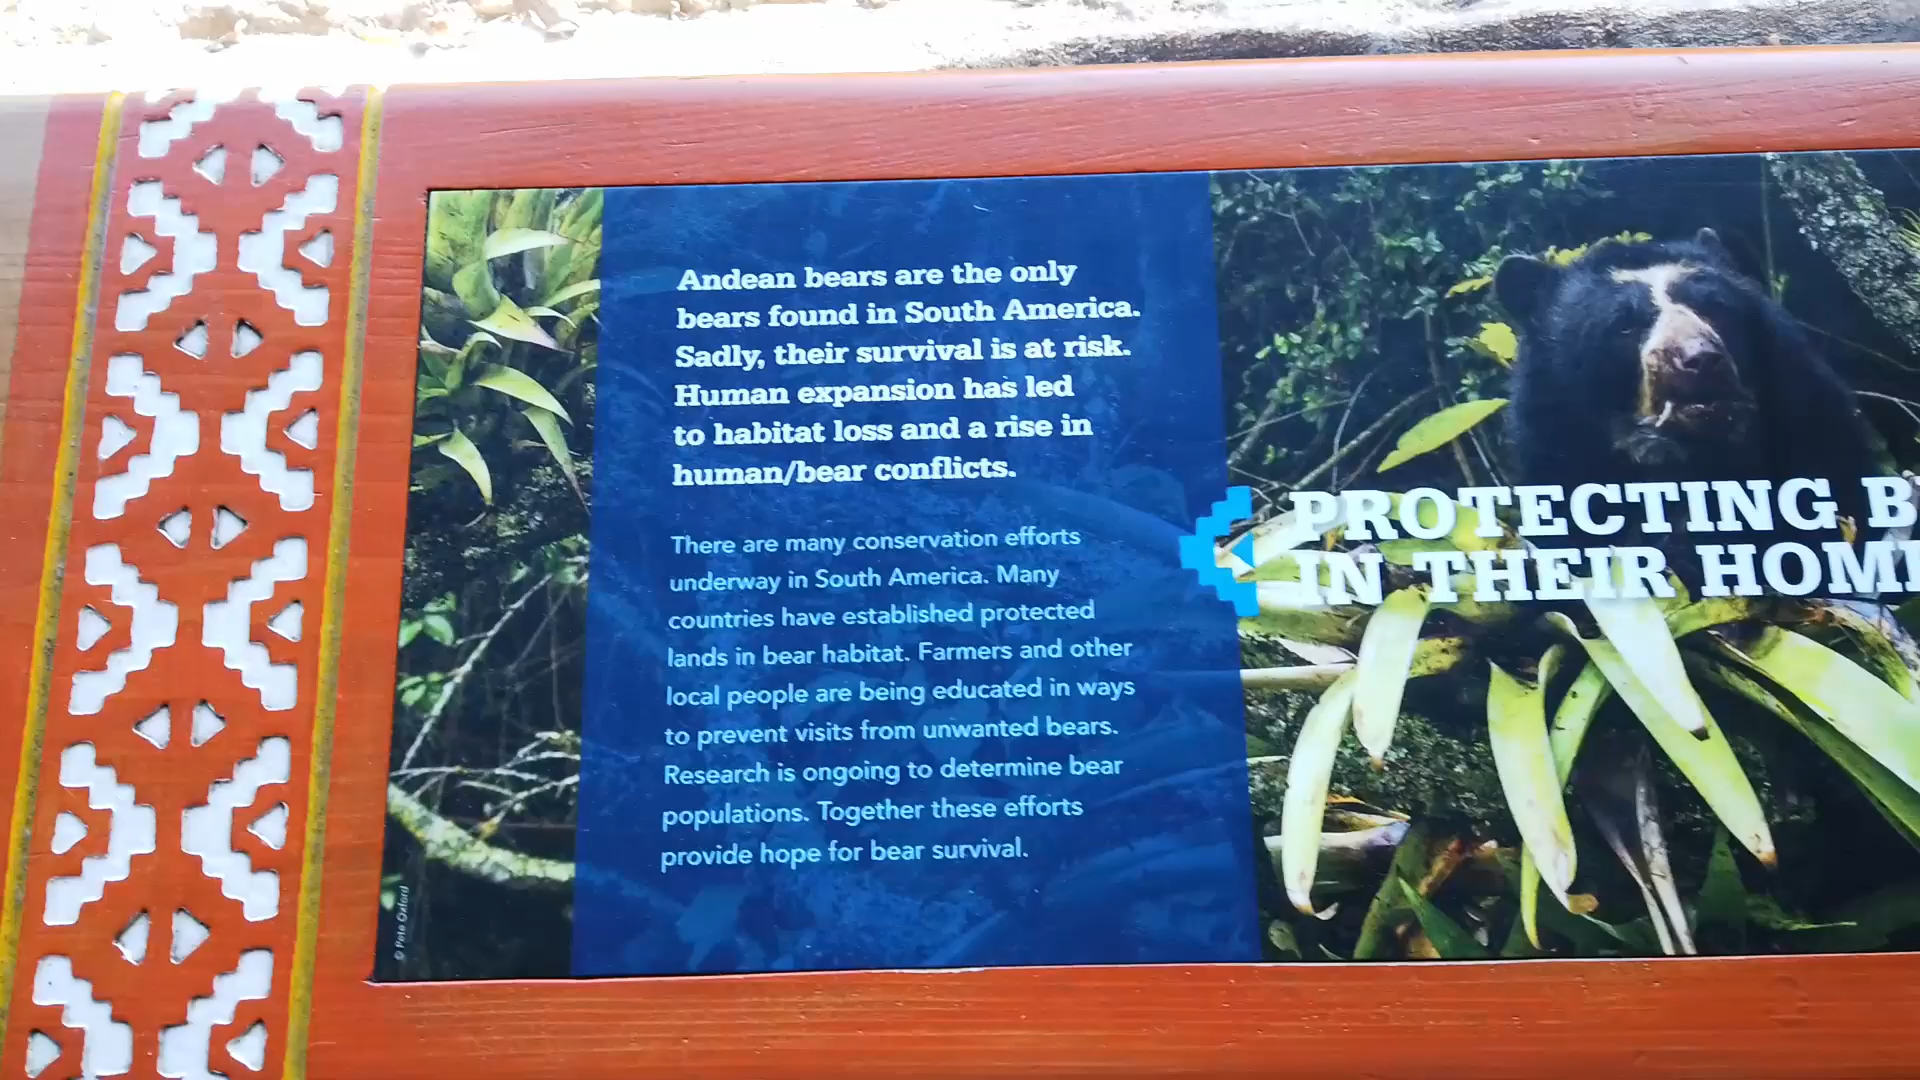 Andean bears are the only
bears found in South America.
Sadly, their survival is at risk.
Human expansion has led
to habitat loss and a rise in
human/bear conflicts.
There are many conservation efforts
underway in South America. Many
countries have established protected
lands in bear habitat. Farmers and other
local people are being educated in ways
to prevent visits from unwanted bears.
Research is ongoing to determine bear
populations. Together these efforts
provide hope for bear survival.
PROTECTING
IN THEIR
© Pete Oxford